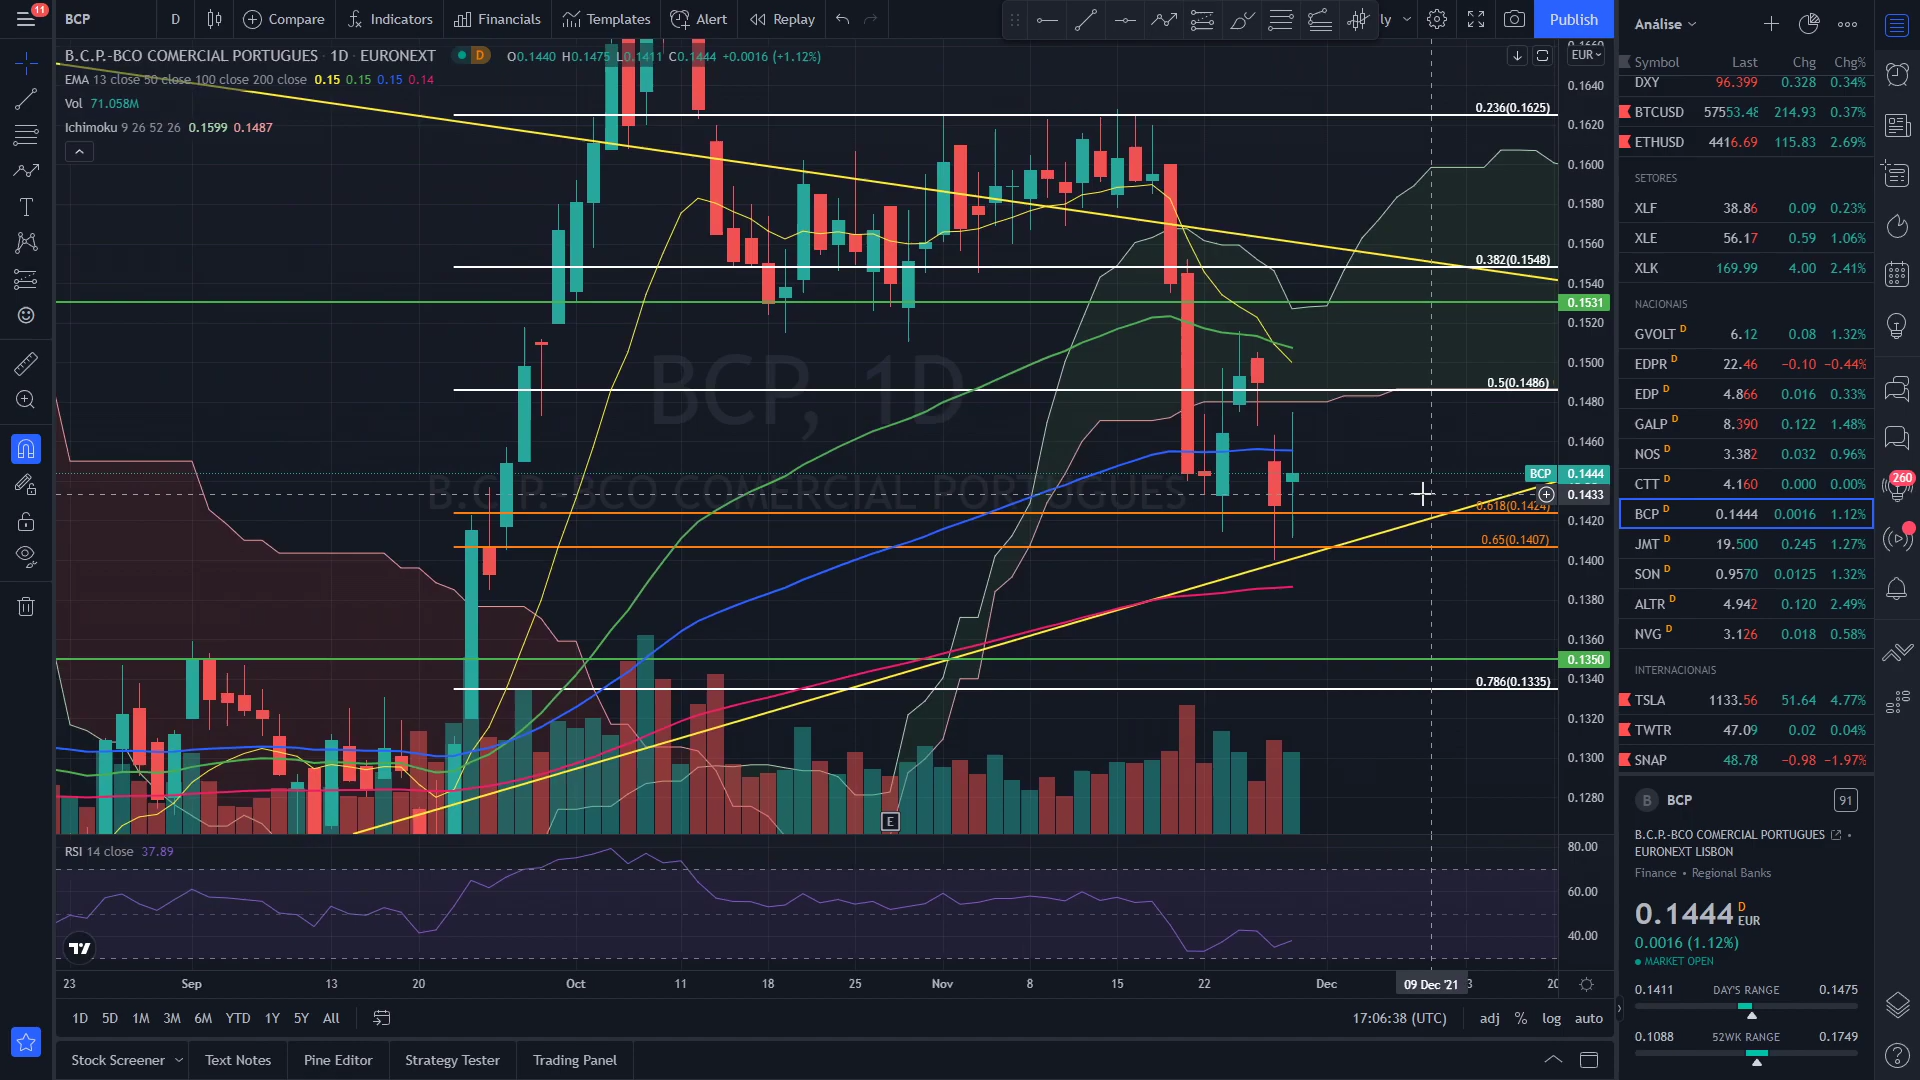 11
BCP
D
Compare
Indicators
Financials
Templates
Alert
Replay
ly
Publish
B.C.P.-BCO COMERCIAL PORTUGUES · 1D · EURONEXT
D
O0.1440 H0.1475 L0.1411 C0.1444 +0.0016 (+1.12%)
EMA 13 close 50 close 100 close 200 close 0.15 0.15 0.15 0.14
Vol 71.058M
Ichimoku 9 26 52 26 0.1599 0.1487
BCP, 1D
B.C.P.-BCO COMERCIAL PORTUGUES
0.236(0.1625)
0.382(0.1548)
0.5(0.1486)
0.618(0.1424)
0.65(0.1407)
0.786(0.1335)
E
EUR
0.1640
0.1620
0.1600
0.1580
0.1560
0.1540
0.1531
0.1520
0.1500
0.1480
0.1460
BCP 0.1444
0.1433
0.1420
0.1400
0.1380
0.1360
0.1350
0.1340
0.1320
0.1300
0.1280
RSI 14 close 37.89
80.00
60.00
40.00
23 Sep 13 20 Oct 11 18 25 Nov 8 15 22 Dec 09 Dec '21 3 20
1D 5D 1M 3M 6M YTD 1Y 5Y All
17:06:38 (UTC) adj % log auto
Stock Screener Text Notes Pine Editor Strategy Tester Trading Panel
Análise
Symbol Last Chg Chg%
DXY 96.399 0.328 0.34%
BTCUSD 57553.48 214.93 0.37%
ETHUSD 4416.69 115.83 2.69%
SETORES
XLF 38.86 0.09 0.23%
XLE 56.17 0.59 1.06%
XLK 169.99 4.00 2.41%
NACIONAIS
GVOLT D 6.12 0.08 1.32%
EDPR D 22.46 −0.10 −0.44%
EDP D 4.866 0.016 0.33%
GALP D 8.390 0.122 1.48%
NOS D 3.382 0.032 0.96%
CTT D 4.160 0.000 0.00%
BCP D 0.1444 0.0016 1.12%
JMT D 19.500 0.245 1.27%
SON D 0.9570 0.0125 1.32%
ALTR D 4.942 0.120 2.49%
NVG D 3.126 0.018 0.58%
INTERNACIONAIS
TSLA 1133.56 51.64 4.77%
TWTR 47.09 0.02 0.04%
SNAP 48.78 −0.98 −1.97%
B BCP 91
B.C.P.-BCO COMERCIAL PORTUGUES •
EURONEXT LISBON
Finance • Regional Banks
0.1444 D EUR
0.0016 (1.12%)
MARKET OPEN
0.1411 DAY'S RANGE 0.1475
0.1088 52WK RANGE 0.1749
260